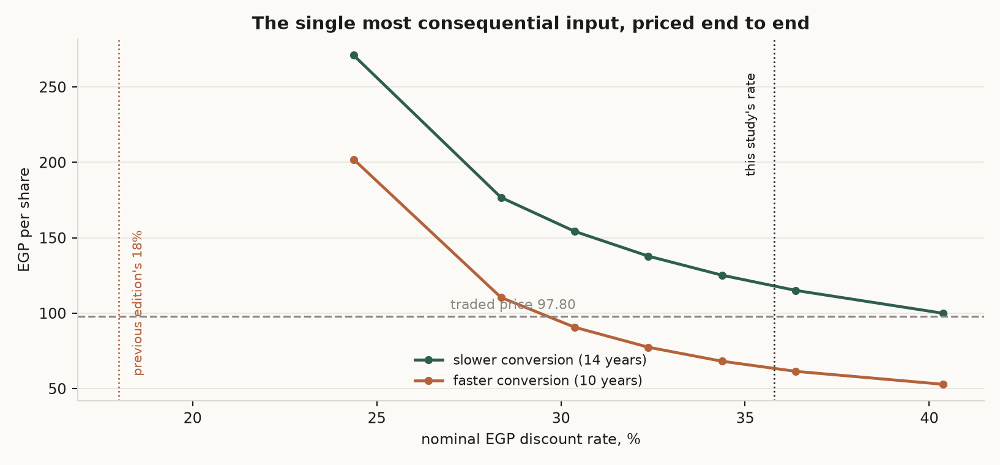 The single most consequential input, priced end to end
EGP per share
250
200
150
100
50
previous edition's 18%
this study's rate
traded price 97.80
slower conversion (14 years)
faster conversion (10 years)
20
25
30
35
40
nominal EGP discount rate, %